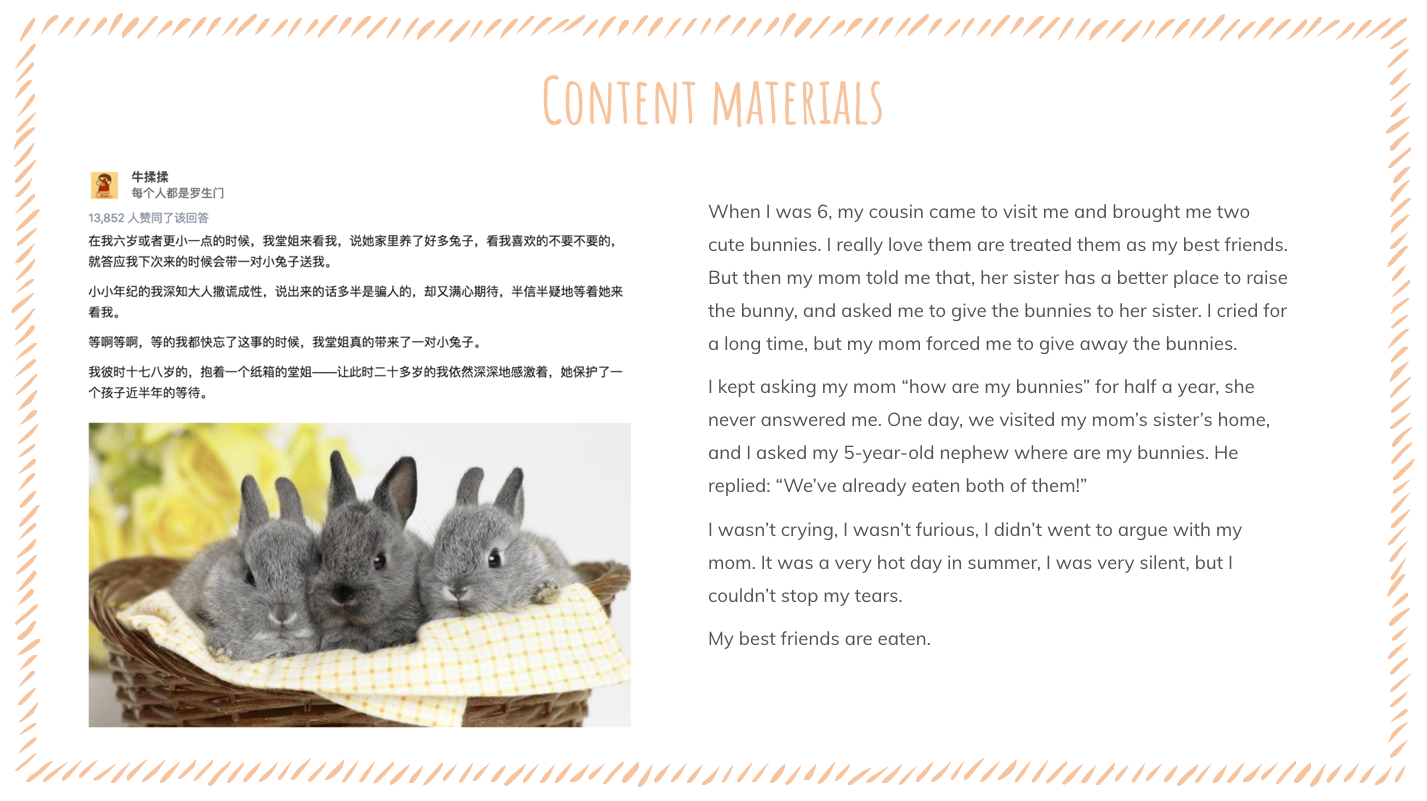 Content materials
牛揉揉
每个人都是罗生门
13,852 人赞同了该回答
在我六岁或者更小一点的时候，我堂姐来看我，说她家里养了好多兔子，看我喜欢的不要不要的，
就答应我下次来的时候会带一对小兔子送我。
小小年纪的我深知大人撒谎成性，说出来的话多半是骗人的，却又满心期待，半信半疑地等着她来
看我。
等啊等啊，等的我都快忘了这事的时候，我堂姐真的带来了一对小兔子。
我彼时十七八岁的，抱着一个纸箱的堂姐——让此时二十多岁的我依然深深地感激着，她保护了一
个孩子近半年的等待。
When I was 6, my cousin came to visit me and brought me two
cute bunnies. I really love them are treated them as my best friends.
But then my mom told me that, her sister has a better place to raise
the bunny, and asked me to give the bunnies to her sister. I cried for
a long time, but my mom forced me to give away the bunnies.
I kept asking my mom “how are my bunnies” for half a year, she
never answered me. One day, we visited my mom’s sister’s home,
and I asked my 5-year-old nephew where are my bunnies. He
replied: “We’ve already eaten both of them!”
I wasn’t crying, I wasn’t furious, I didn’t went to argue with my
mom. It was a very hot day in summer, I was very silent, but I
couldn’t stop my tears.
My best friends are eaten.